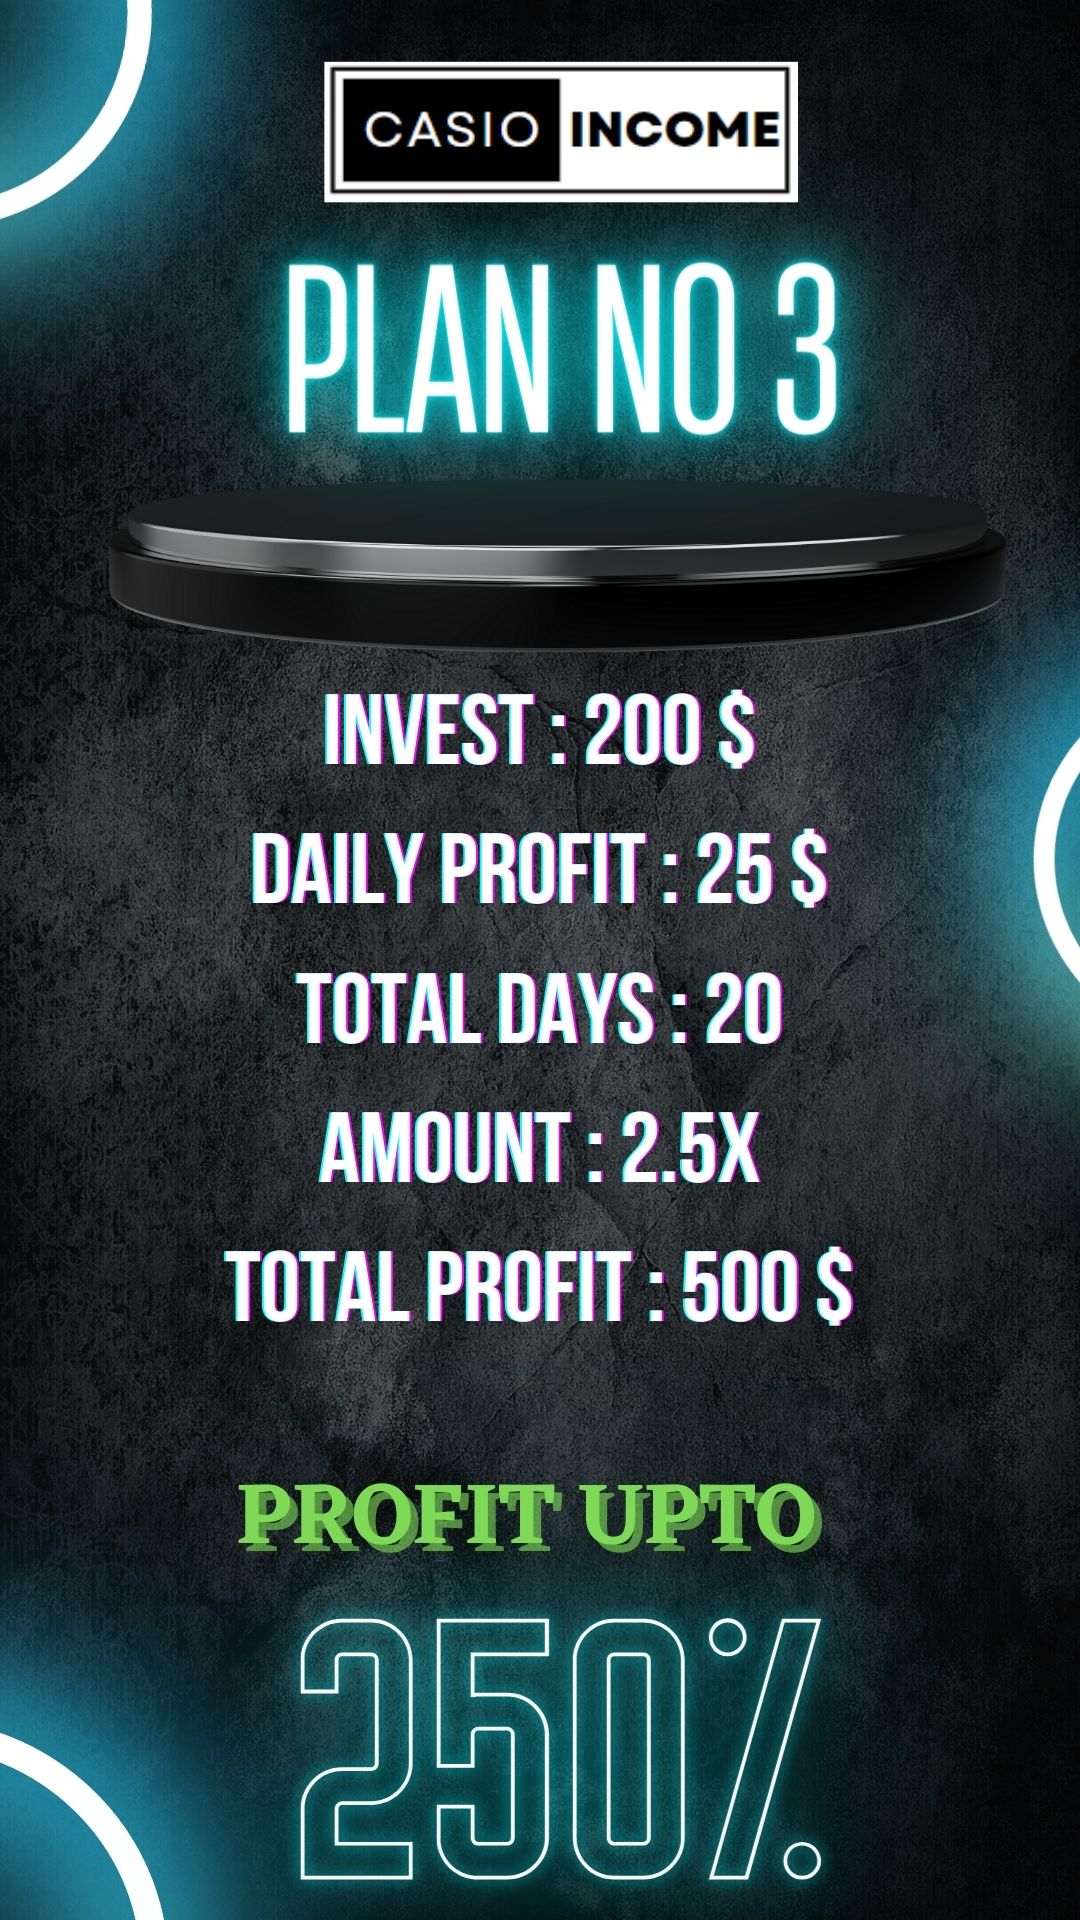 CASIO INCOME
PLAN NO 3
INVEST : 200 $
DAILY PROFIT : 25 $
TOTAL DAYS : 20
AMOUNT : 2.5X
TOTAL PROFIT : 500 $
PROFIT UPTO
250%